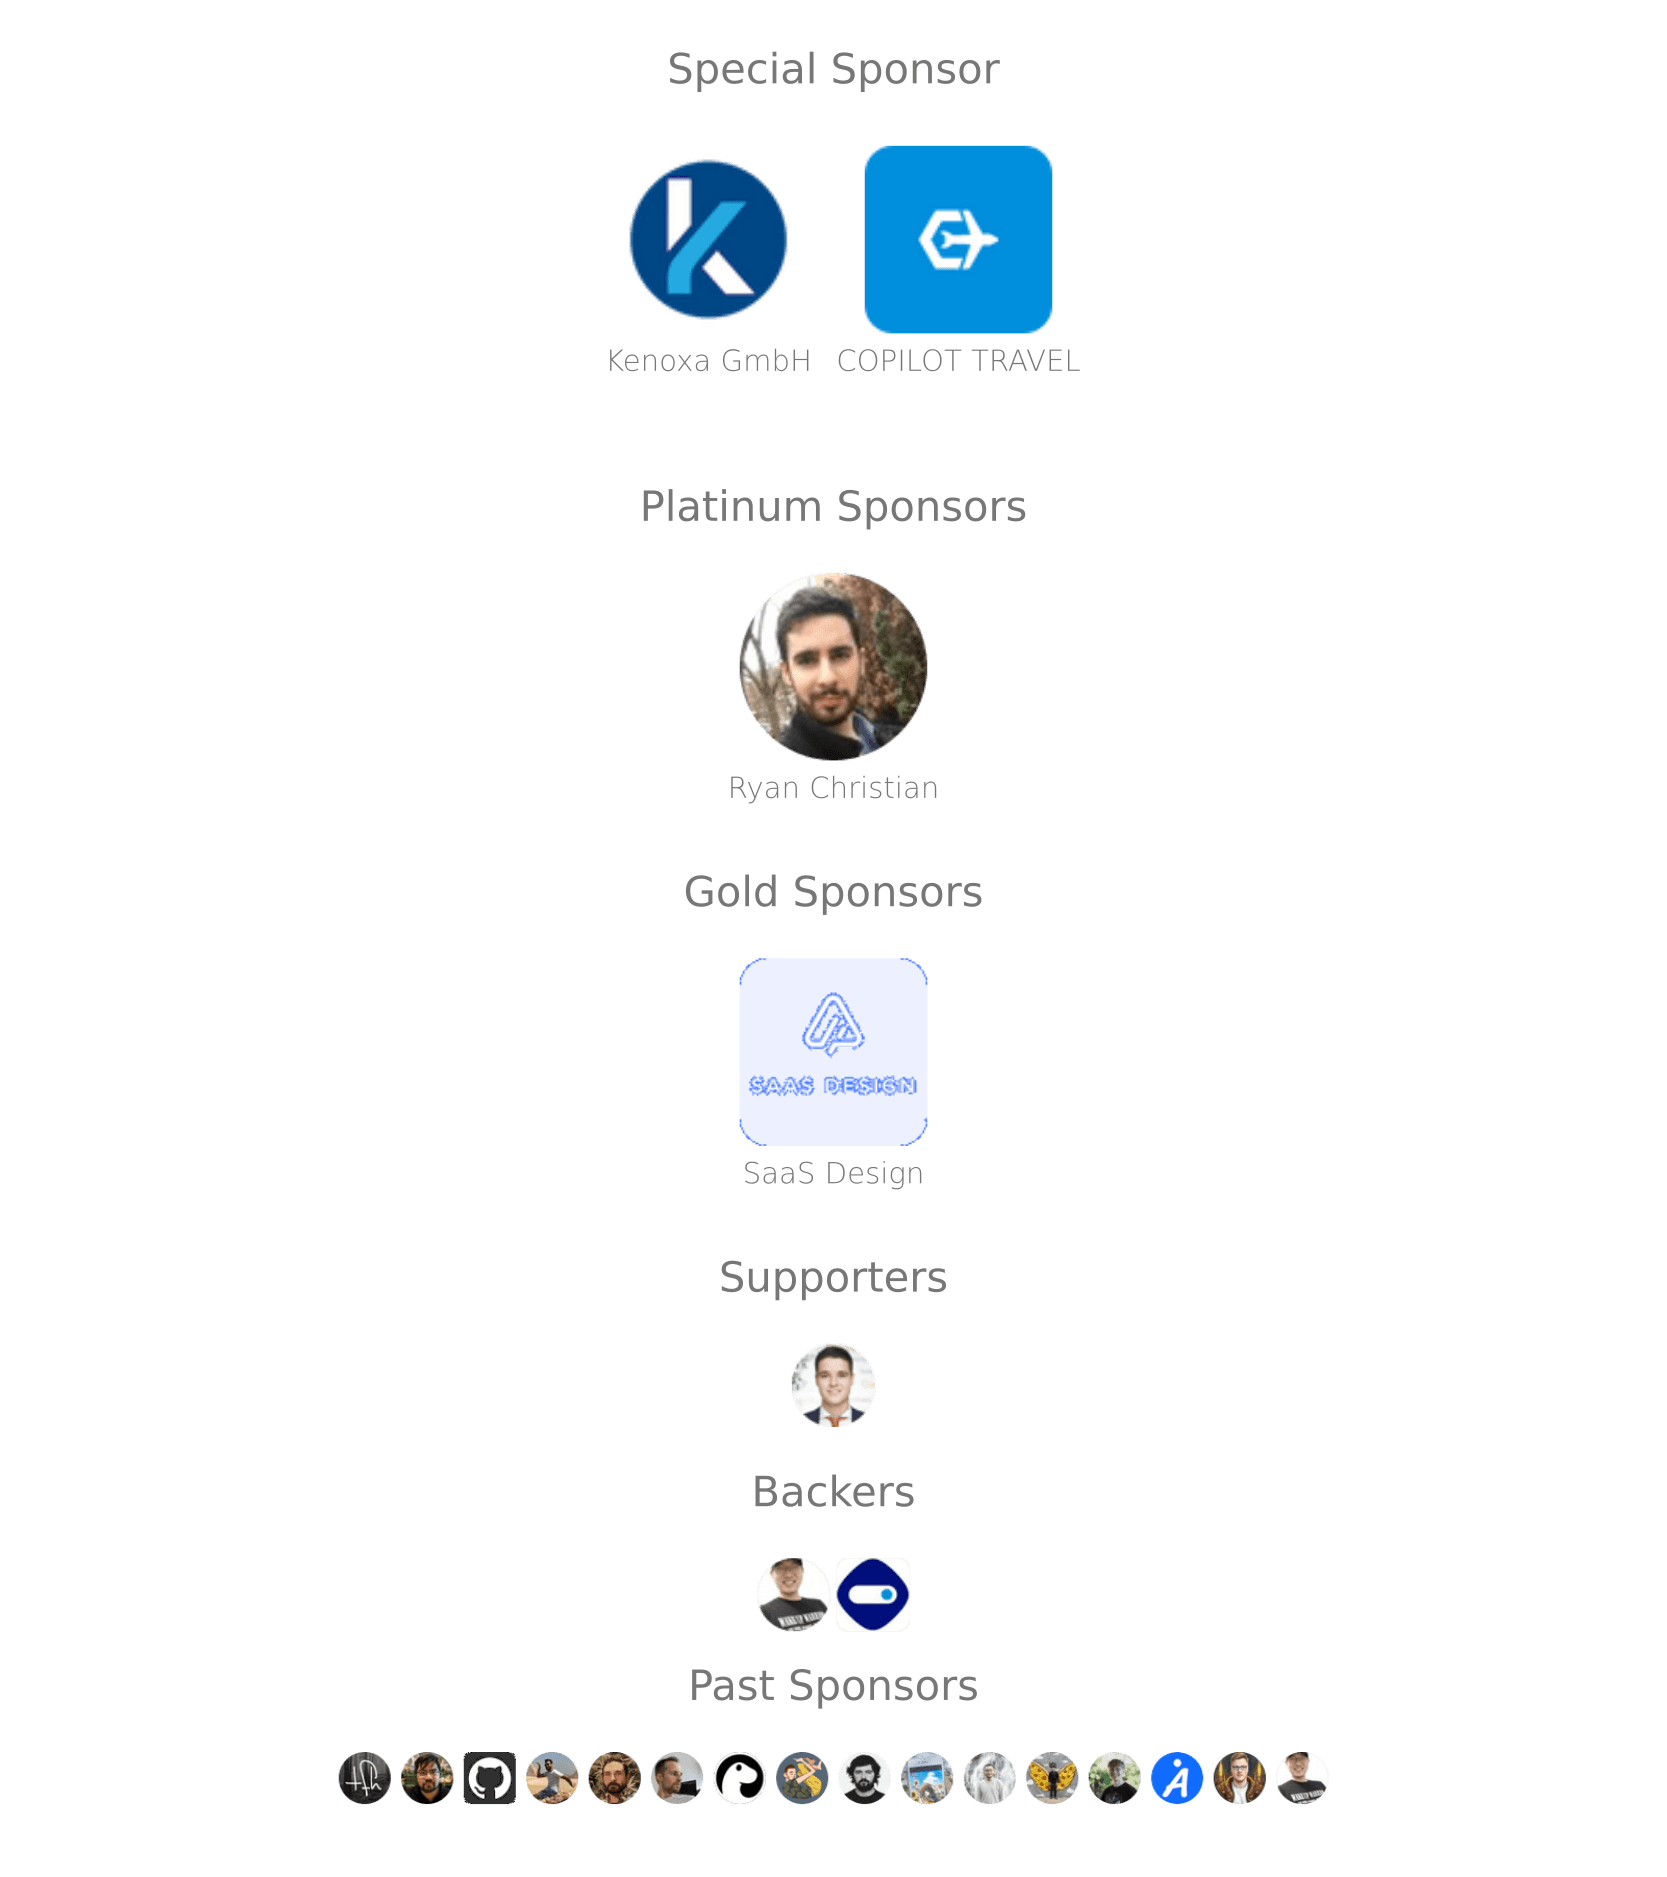 Special Sponsor
Kenoxa GmbH COPILOT TRAVEL
Platinum Sponsors
Ryan Christian
Gold Sponsors
SAAS DESIGN
SaaS Design
Supporters
Backers
Past Sponsors